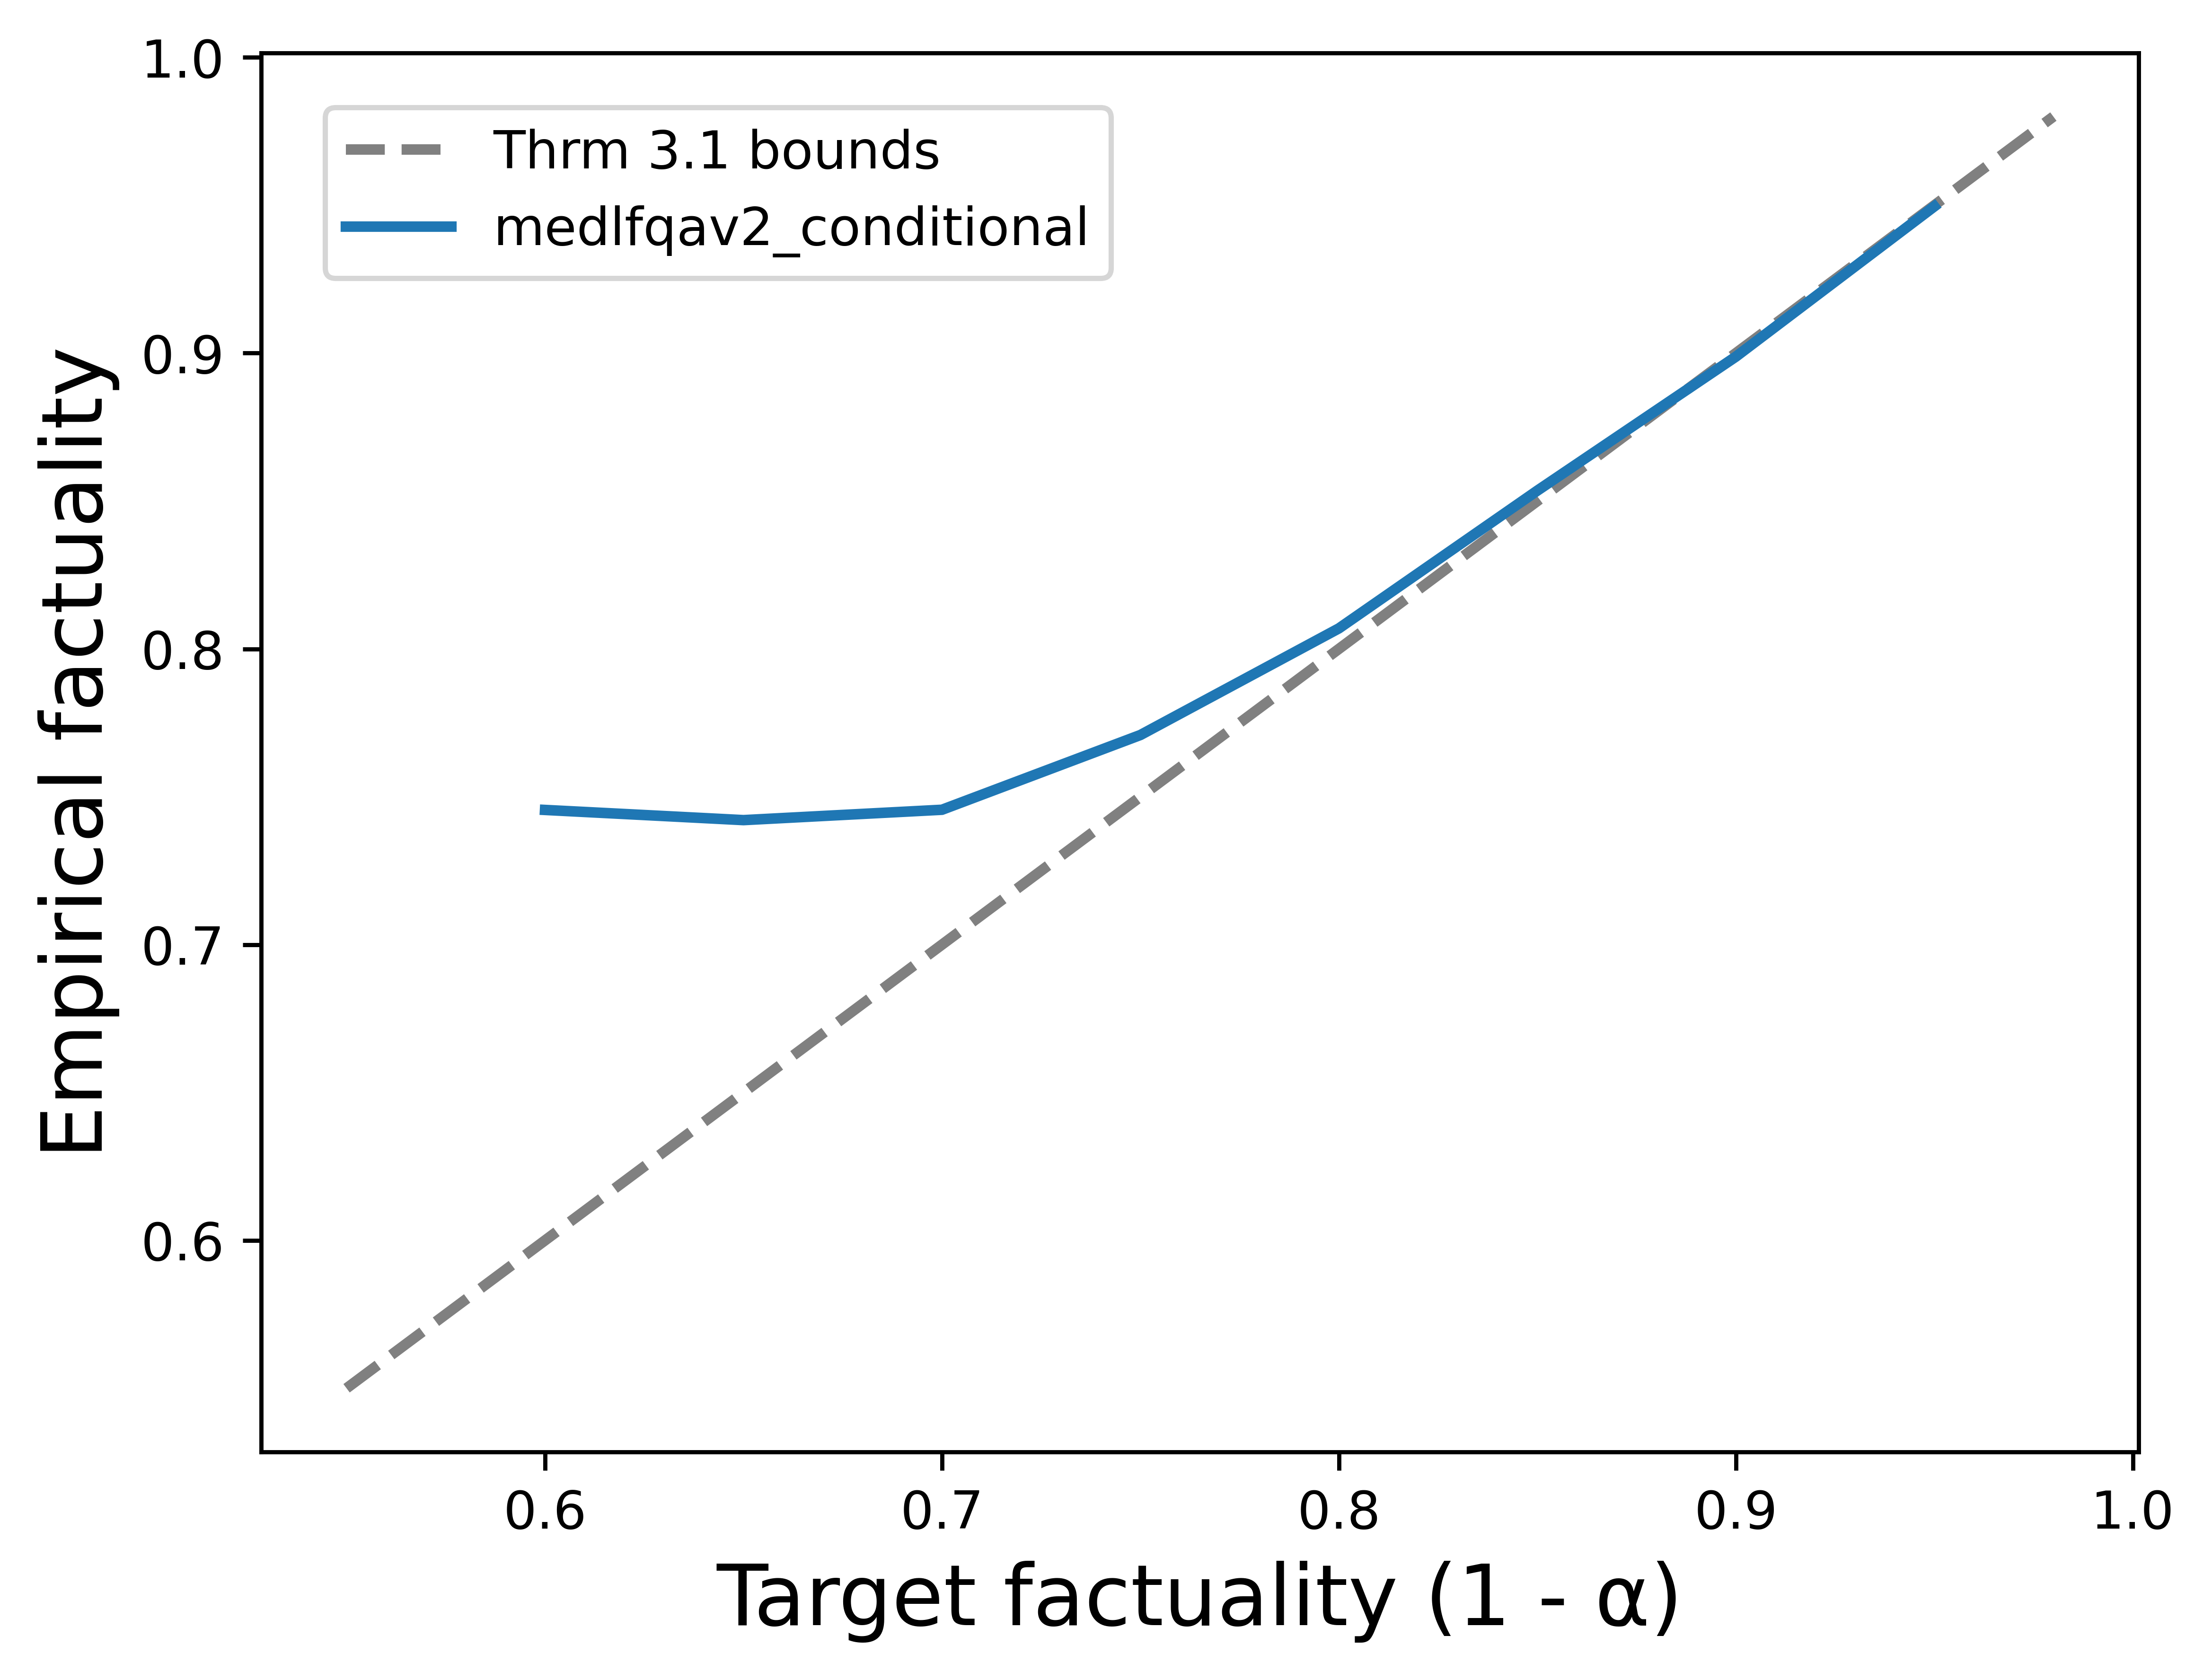 Thrm 3.1 bounds
medlfqav2_conditional
Empirical factuality
1.0
0.9
0.8
0.7
0.6
0.6 0.7 0.8 0.9 1.0
Target factuality (1 - α)